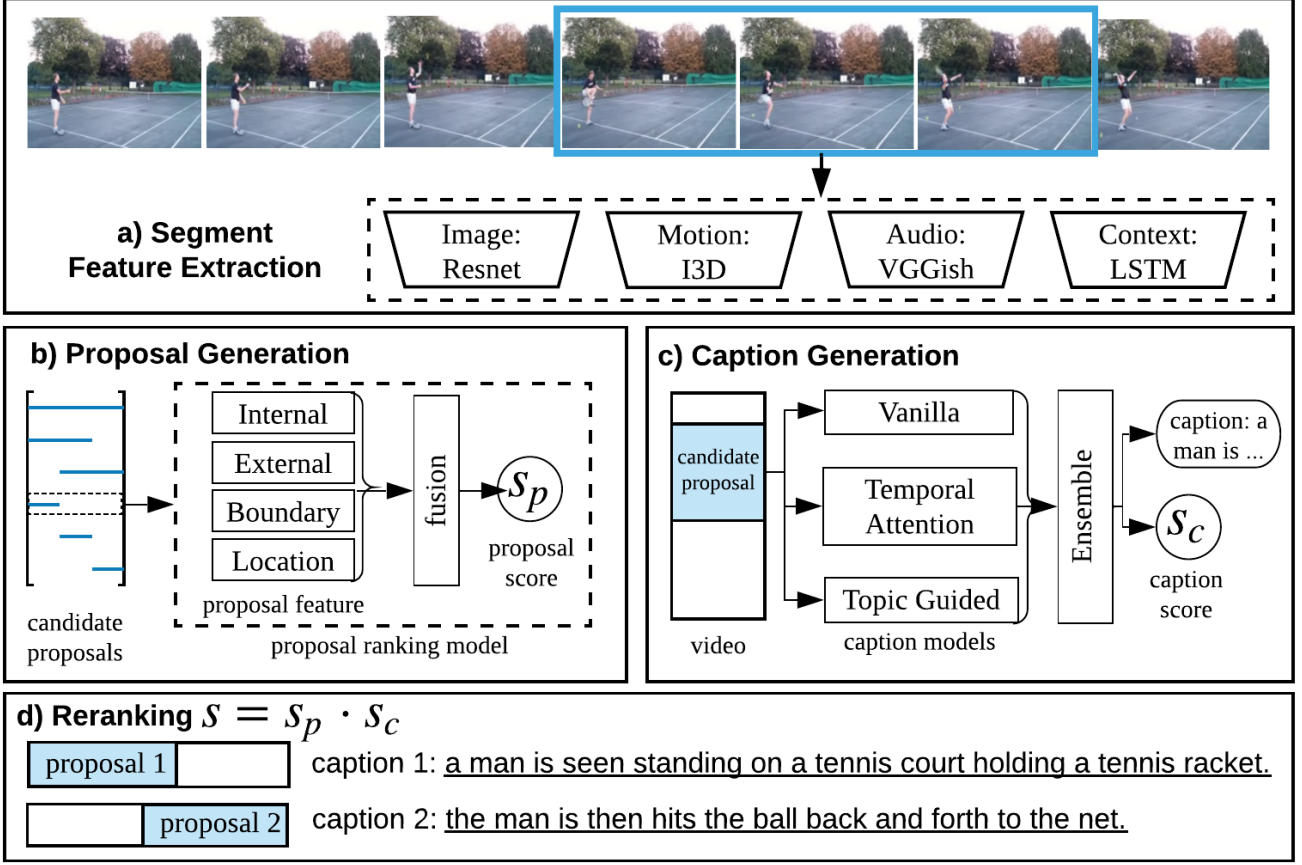 a) Segment
Feature Extraction
Image:
Resnet
Motion:
I3D
Audio:
VGGish
Context:
LSTM
b) Proposal Generation
candidate
proposals
Internal
External
Boundary
Location
proposal feature
fusion
sₚ
proposal
score
proposal ranking model
c) Caption Generation
candidate
proposal
video
Vanilla
Temporal
Attention
Topic Guided
caption models
Ensemble
caption: a
man is ...
s_c
caption
score
d) Reranking s = sₚ · s_c
proposal 1
caption 1: a man is seen standing on a tennis court holding a tennis racket.
proposal 2
caption 2: the man is then hits the ball back and forth to the net.